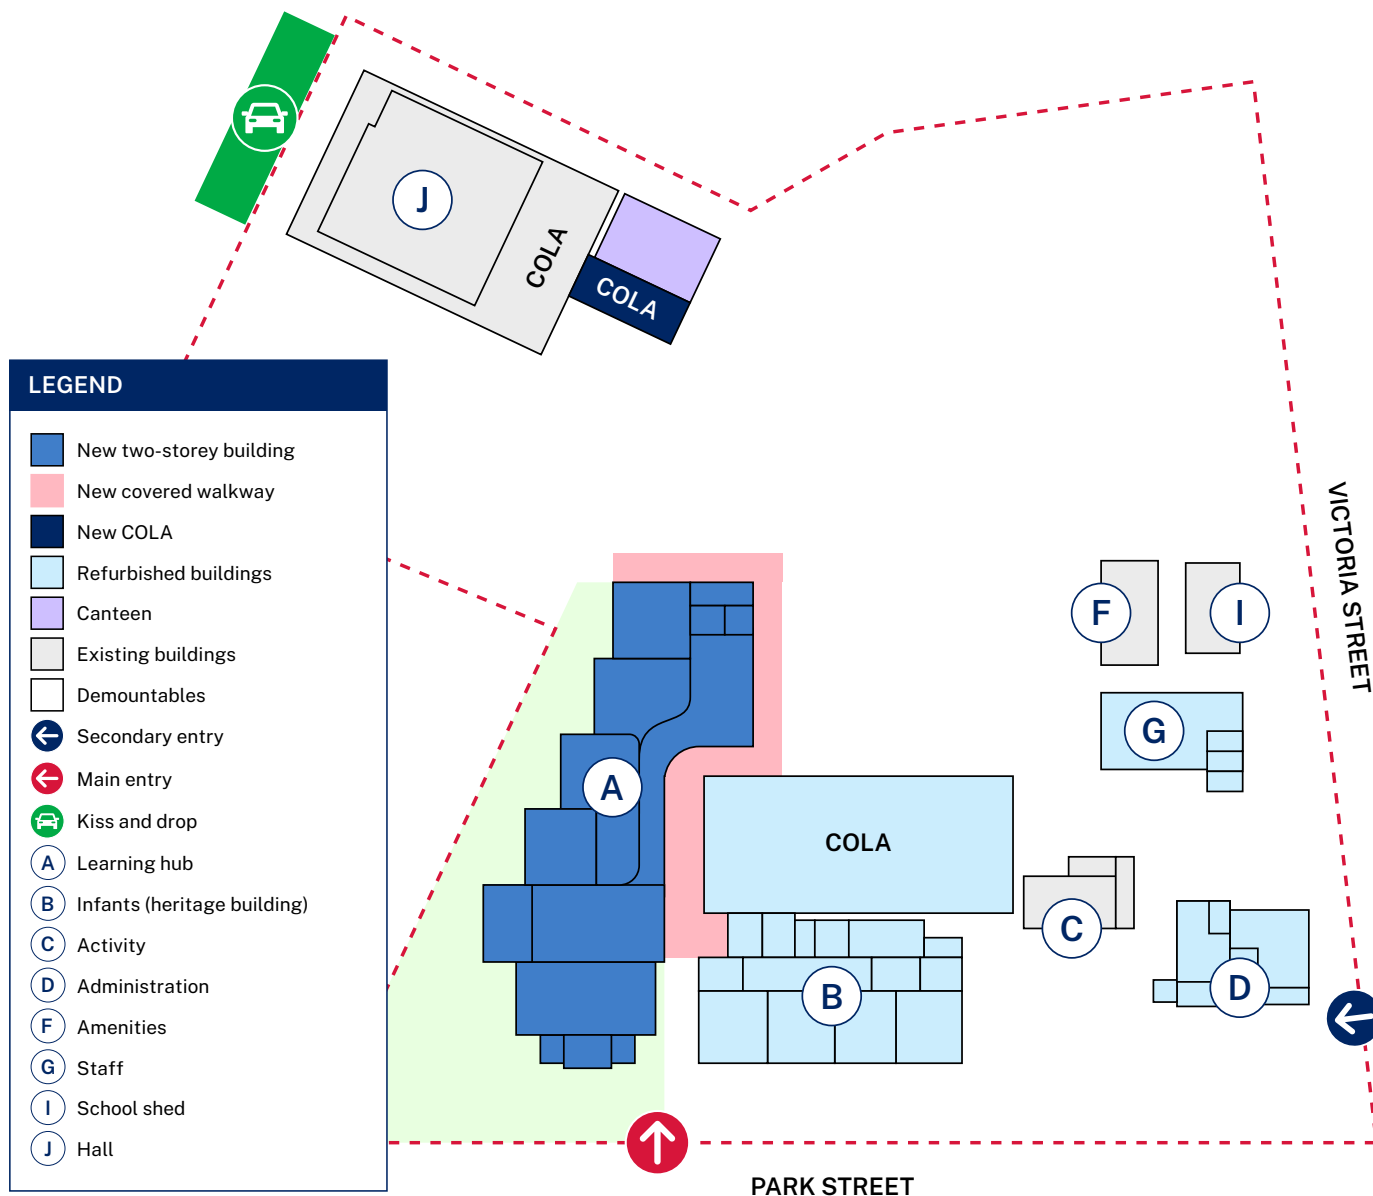 J
COLA
COLA
LEGEND
New two-storey building
New covered walkway
New COLA
Refurbished buildings
Canteen
Existing buildings
Demountables
Secondary entry
Main entry
Kiss and drop
A Learning hub
B Infants (heritage building)
C Activity
D Administration
F Amenities
G Staff
I School shed
J Hall
VICTORIA STREET
F
I
G
A
COLA
C
B
D
PARK STREET